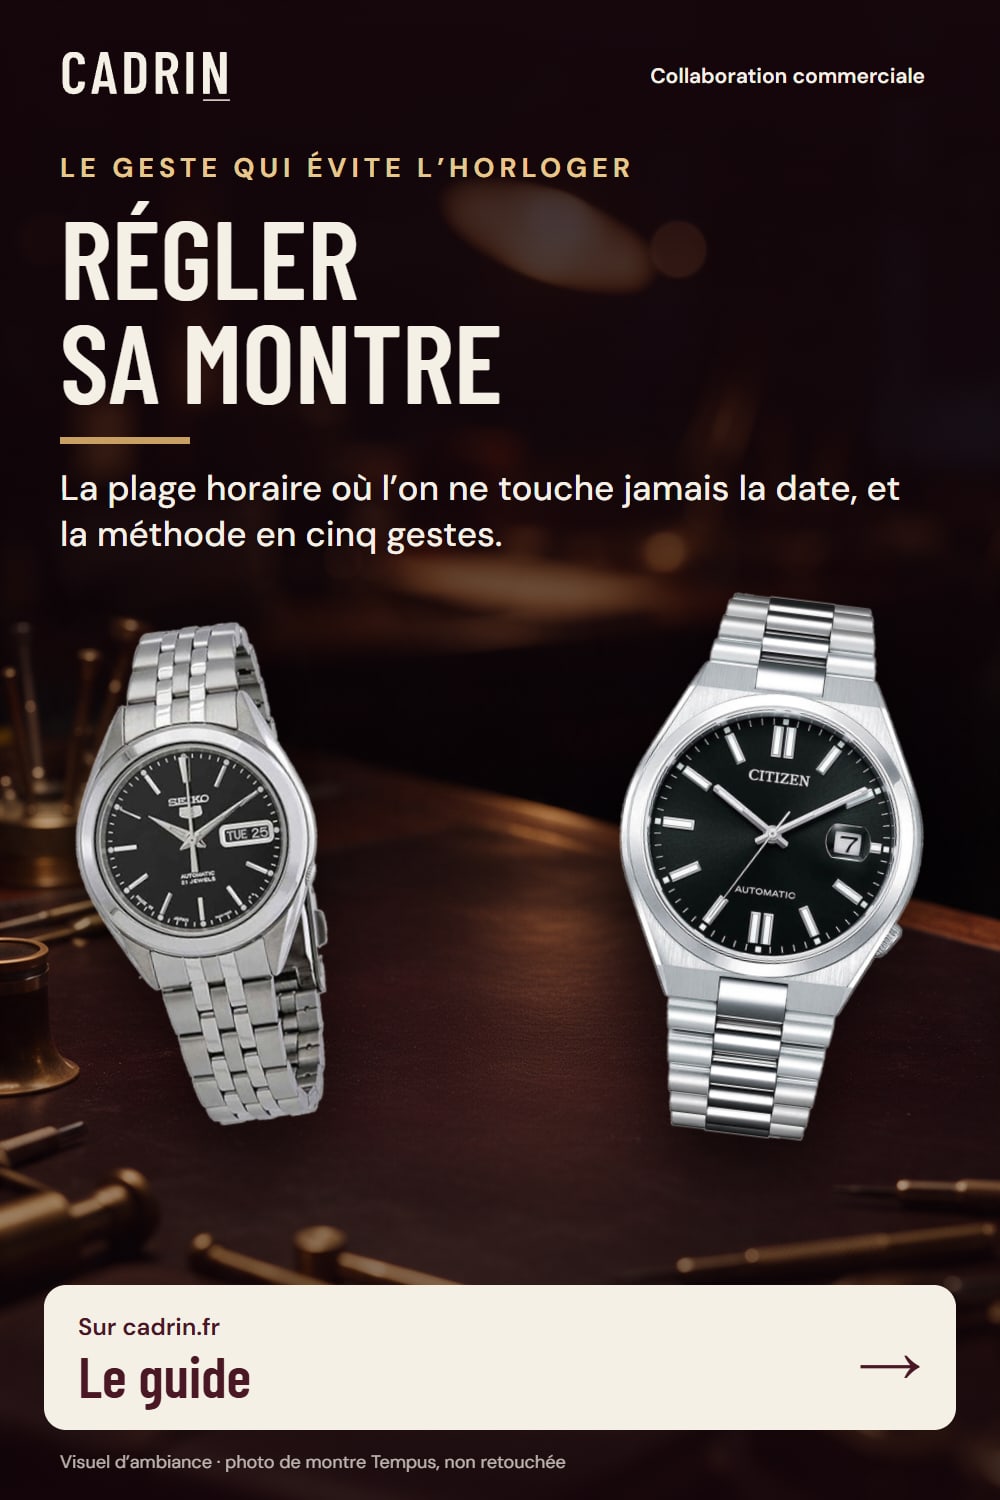 CADRIN
Collaboration commerciale
LE GESTE QUI ÉVITE L’HORLOGER
RÉGLER
SA MONTRE
La plage horaire où l’on ne touche jamais la date, et
la méthode en cinq gestes.
SEIKO
5
TUE 25
AUTOMATIC
21 JEWELS
CITIZEN
7
AUTOMATIC
Sur cadrin.fr
Le guide
Visuel d’ambiance · photo de montre Tempus, non retouchée